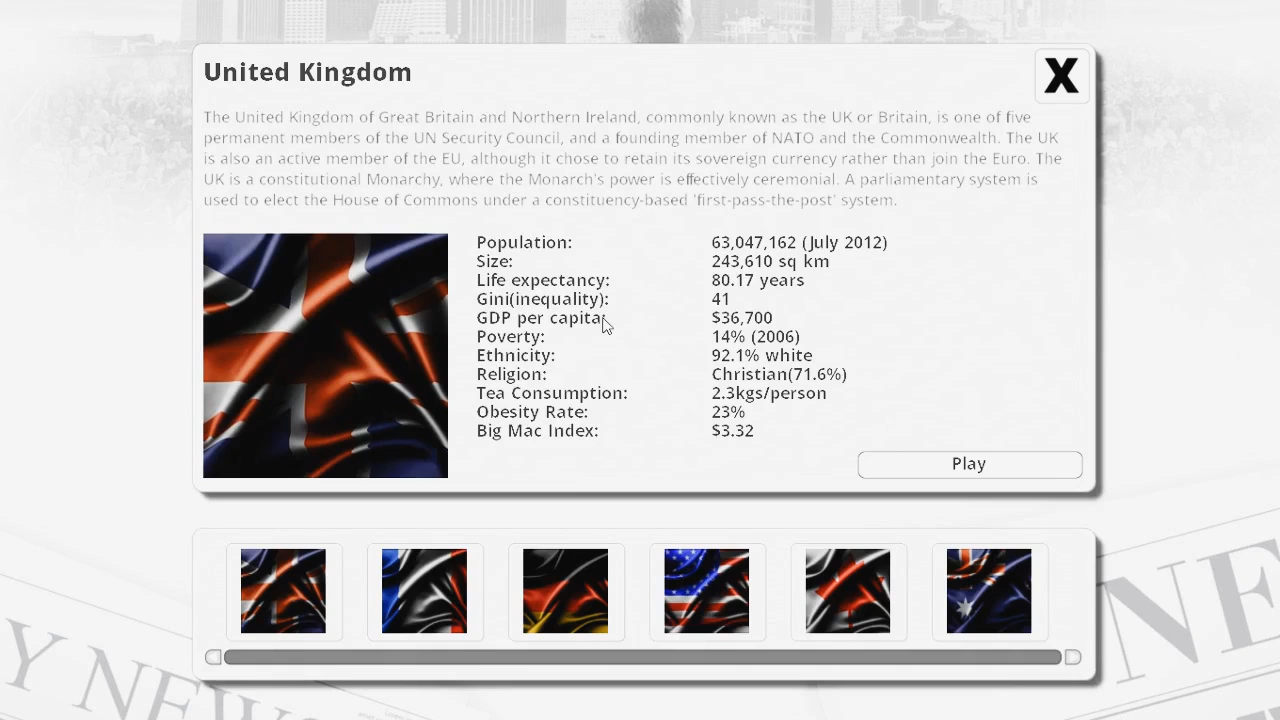 United Kingdom
X
The United Kingdom of Great Britain and Northern Ireland, commonly known as the UK or Britain, is one of five
permanent members of the UN Security Council, and a founding member of NATO and the Commonwealth. The UK
is also an active member of the EU, although it chose to retain its sovereign currency rather than join the Euro. The
UK is a constitutional Monarchy, where the Monarch's power is effectively ceremonial. A parliamentary system is
used to elect the House of Commons under a constituency-based 'first-pass-the-post' system.
Population: 63,047,162 (July 2012)
Size: 243,610 sq km
Life expectancy: 80.17 years
Gini(inequality): 41
GDP per capita: $36,700
Poverty: 14% (2006)
Ethnicity: 92.1% white
Religion: Christian(71.6%)
Tea Consumption: 2.3kgs/person
Obesity Rate: 23%
Big Mac Index: $3.32
Play
Y NEWS
NE